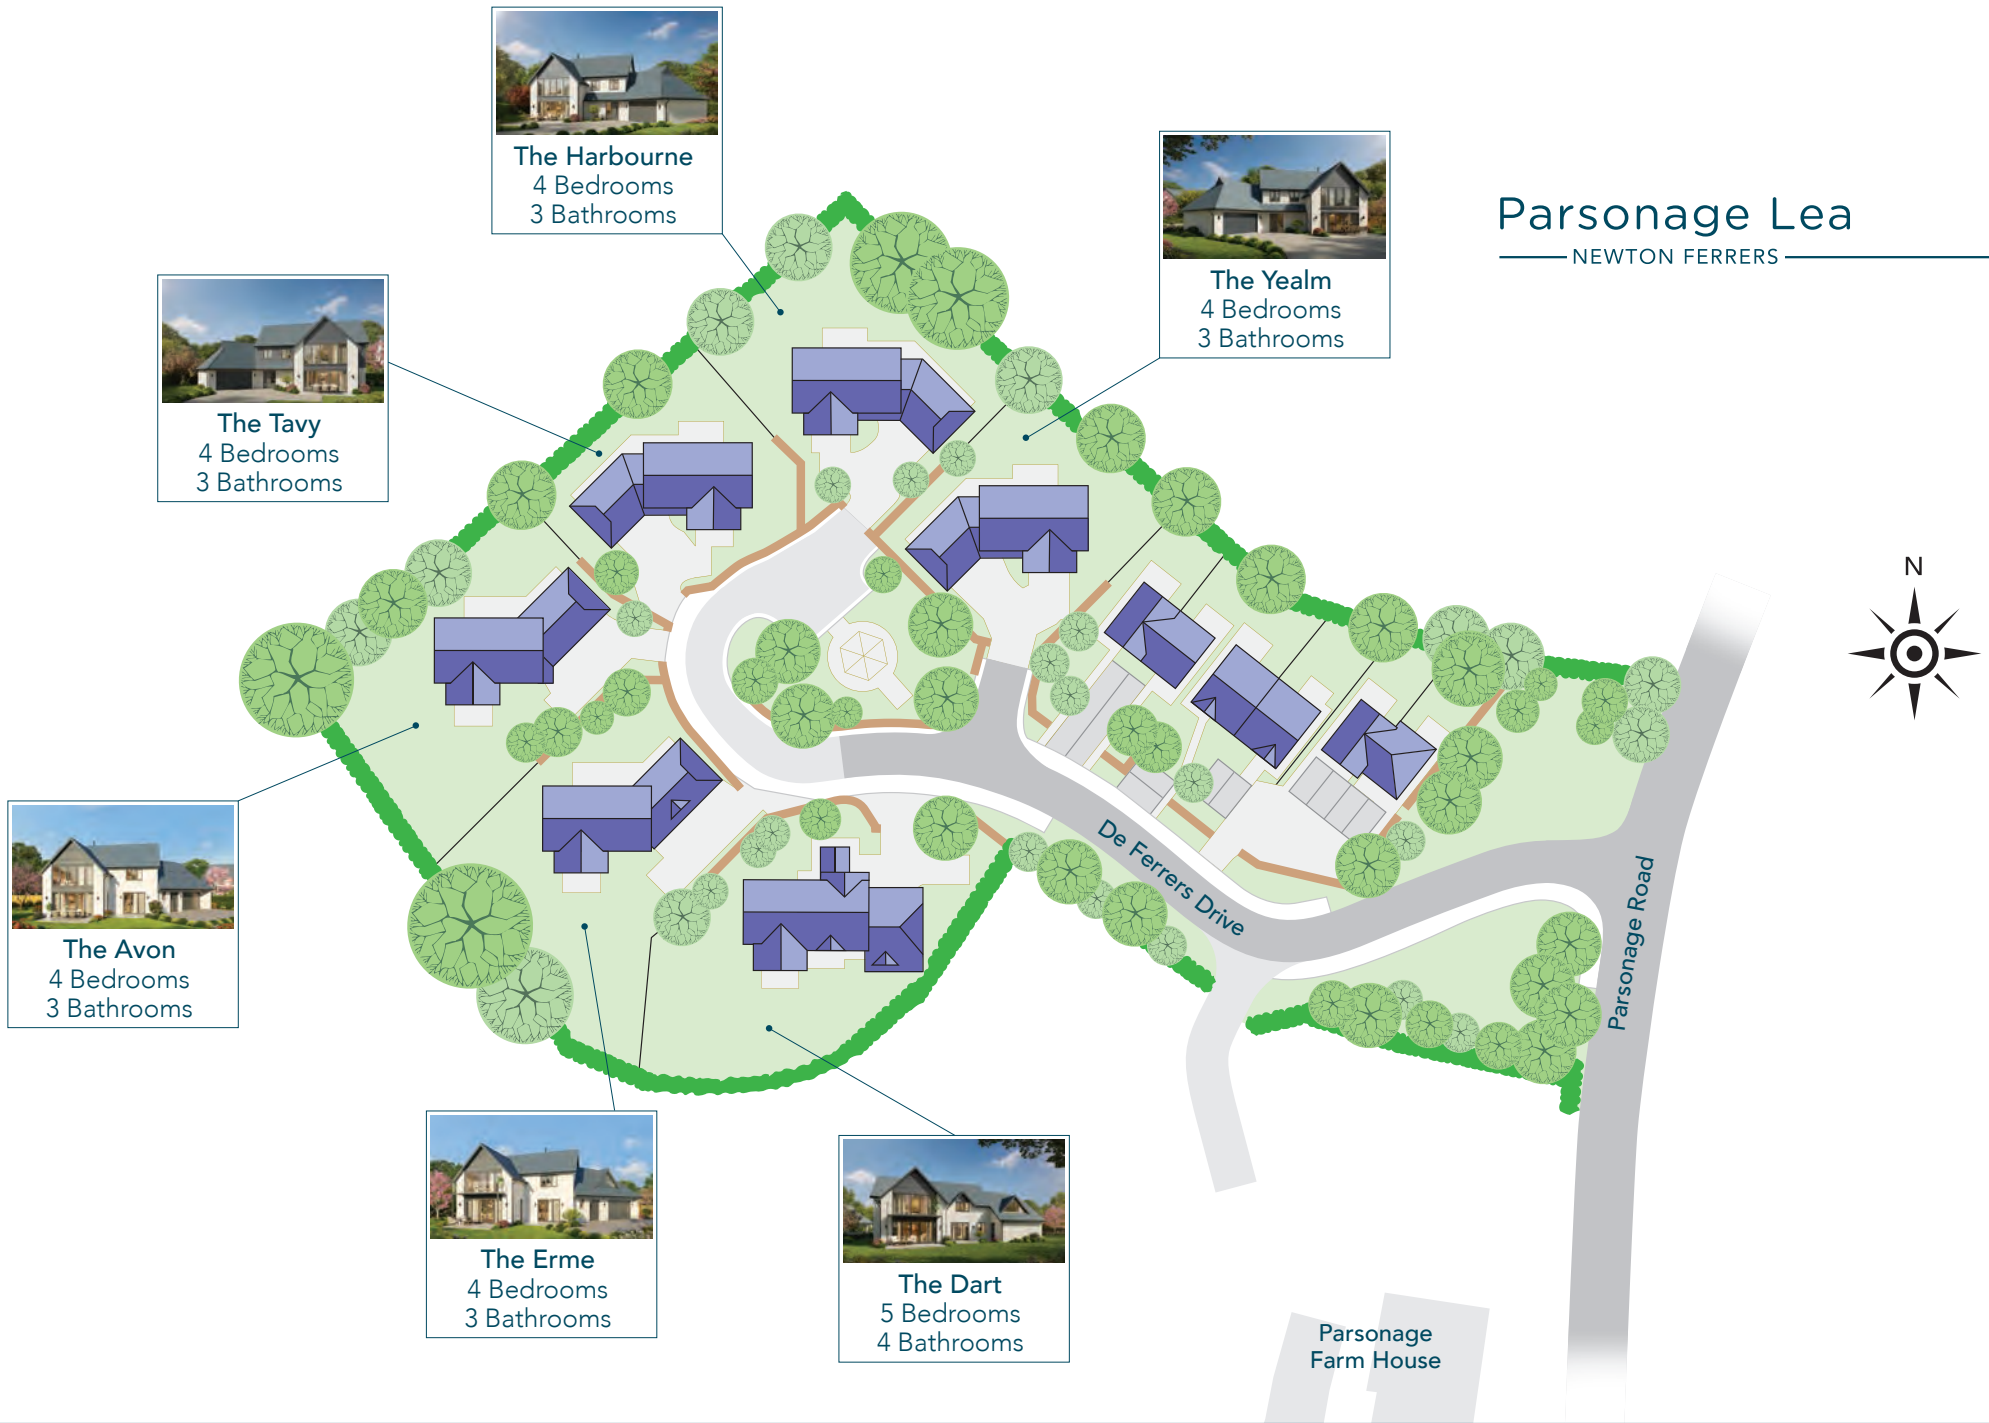 The Harbourne
4 Bedrooms
3 Bathrooms
The Yealm
4 Bedrooms
3 Bathrooms
Parsonage Lea
NEWTON FERRERS
The Tavy
4 Bedrooms
3 Bathrooms
N
The Avon
4 Bedrooms
3 Bathrooms
De Ferrers Drive
Parsonage Road
The Erme
4 Bedrooms
3 Bathrooms
The Dart
5 Bedrooms
4 Bathrooms
Parsonage
Farm House